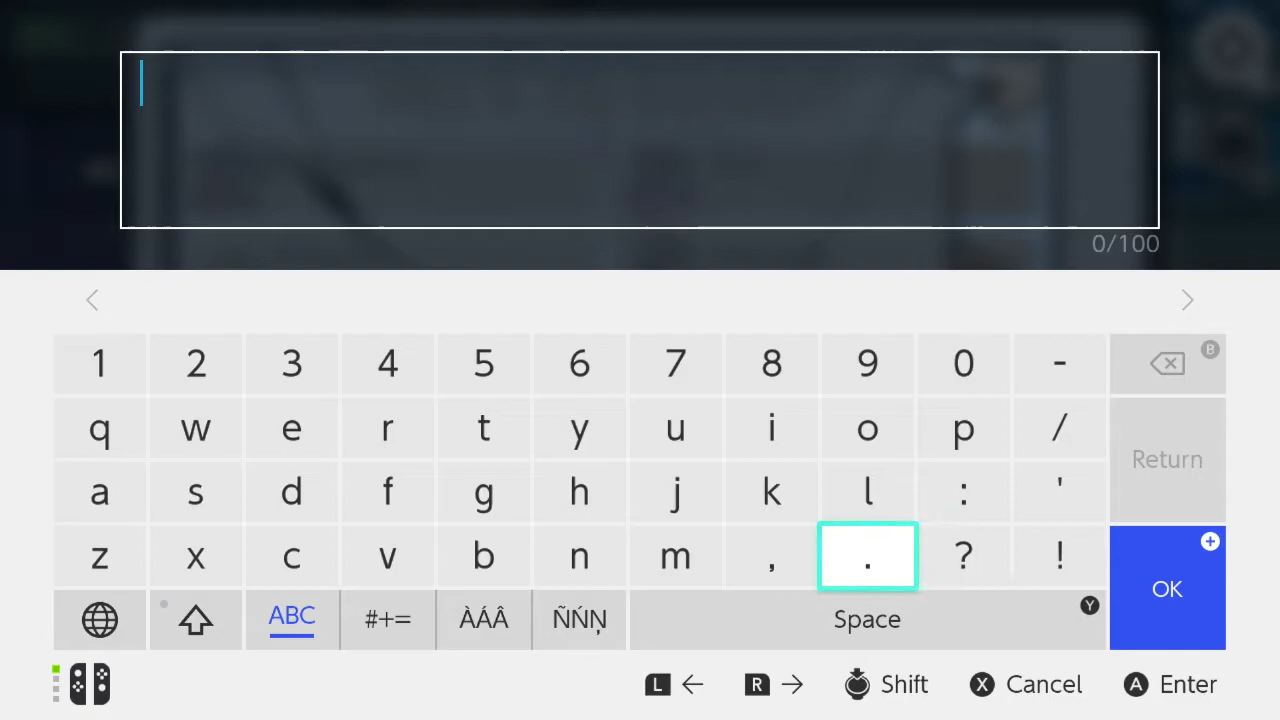 0/100
1 2 3 4 5 6 7 8 9 0 - B
q w e r t y u i o p /
Return
a s d f g h j k l : '
z x c v b n m , . ? !
+ OK
ABC #+= ÀÁÂ ÑŃŅ Space Y
L ← R → Shift X Cancel A Enter